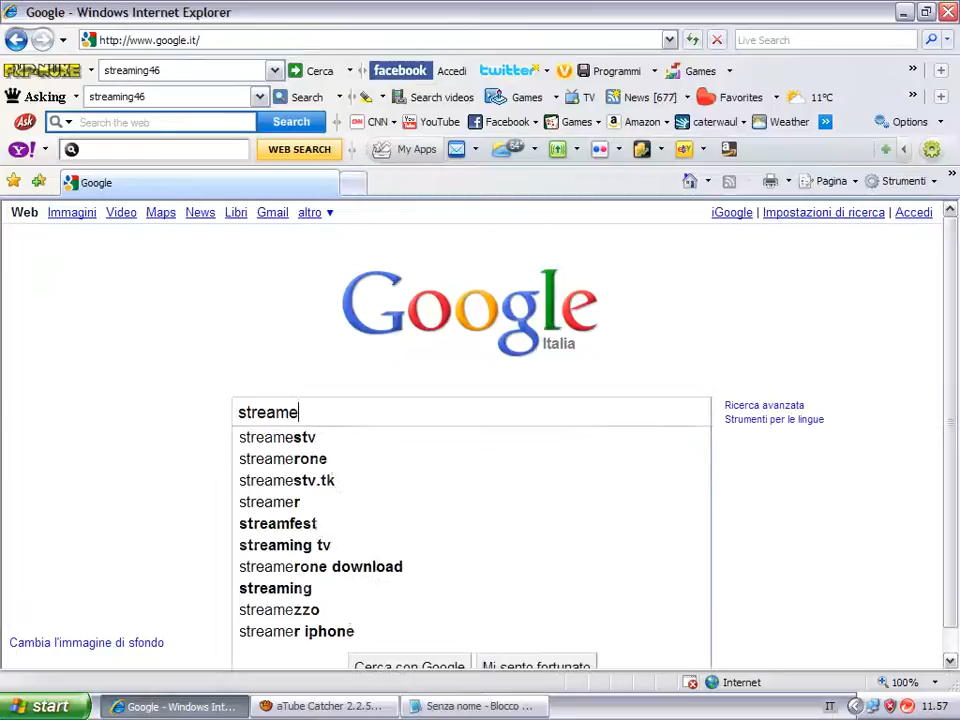 Google - Windows Internet Explorer
http://www.google.it/ Live Search
streaming46 Cerca facebook Accedi twitter Programmi Games »
Asking streaming46 Search Search videos Games TV News [677] Favorites 11°C »
Ask Search the web Search CNN YouTube Facebook Games Amazon caterwaul Weather » Options
Y! WEB SEARCH My Apps 64°
Google Pagina Strumenti »
Web Immagini Video Maps News Libri Gmail altro ▼ iGoogle | Impostazioni di ricerca | Accedi
Google
Italia
streame
Ricerca avanzata
Strumenti per le lingue
streamestv
streamerone
streamestv.tk
streamer
streamfest
streaming tv
streamerone download
streaming
streamezzo
streamer iphone
Cambia l'immagine di sfondo
Cerca con Google Mi sento fortunato
Internet 100%
start Google - Windows Int... aTube Catcher 2.2.5... Senza nome - Blocco ... IT 11.57